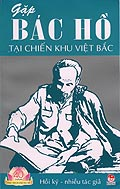 Gặp
BÁC HỒ
TẠI CHIẾN KHU VIỆT BẮC
Hồi ký - nhiều tác giả